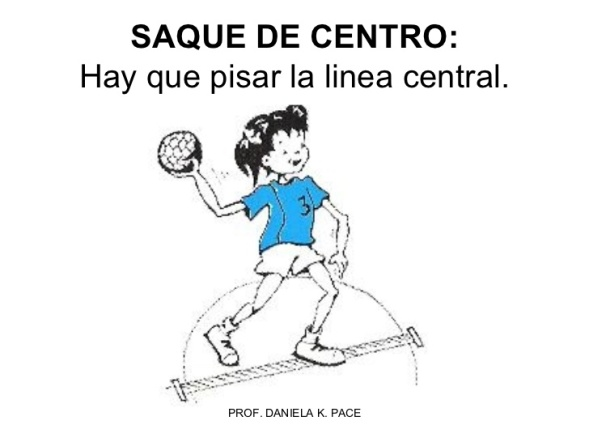 SAQUE DE CENTRO:
Hay que pisar la linea central.
3
PROF. DANIELA K. PACE